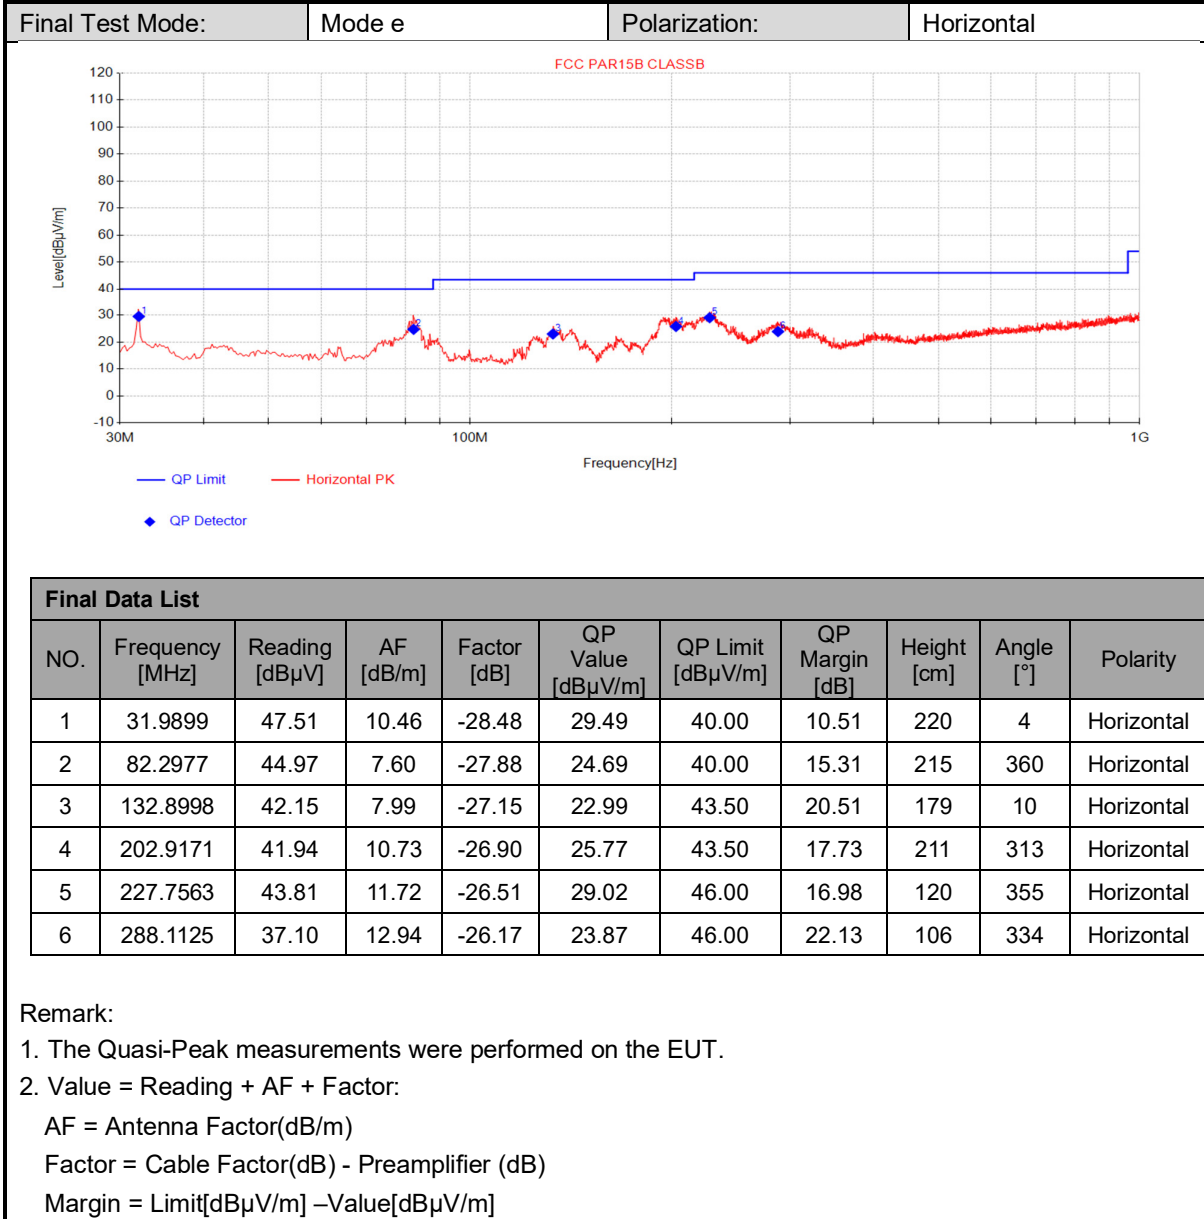 Final Test Mode: Mode e Polarization: Horizontal
FCC PAR15B CLASSB
120
110
100
90
80
70
60
50
40
30
20
10
0
-10
Level[dBµV/m]
1 2 3 4 5 6
30M 100M 1G
Frequency[Hz]
QP Limit Horizontal PK
QP Detector
Final Data List
NO. Frequency [MHz] Reading [dBµV] AF [dB/m] Factor [dB] QP Value [dBµV/m] QP Limit [dBµV/m] QP Margin [dB] Height [cm] Angle [°] Polarity
1 31.9899 47.51 10.46 -28.48 29.49 40.00 10.51 220 4 Horizontal
2 82.2977 44.97 7.60 -27.88 24.69 40.00 15.31 215 360 Horizontal
3 132.8998 42.15 7.99 -27.15 22.99 43.50 20.51 179 10 Horizontal
4 202.9171 41.94 10.73 -26.90 25.77 43.50 17.73 211 313 Horizontal
5 227.7563 43.81 11.72 -26.51 29.02 46.00 16.98 120 355 Horizontal
6 288.1125 37.10 12.94 -26.17 23.87 46.00 22.13 106 334 Horizontal
Remark:
1. The Quasi-Peak measurements were performed on the EUT.
2. Value = Reading + AF + Factor:
AF = Antenna Factor(dB/m)
Factor = Cable Factor(dB) - Preamplifier (dB)
Margin = Limit[dBµV/m] –Value[dBµV/m]